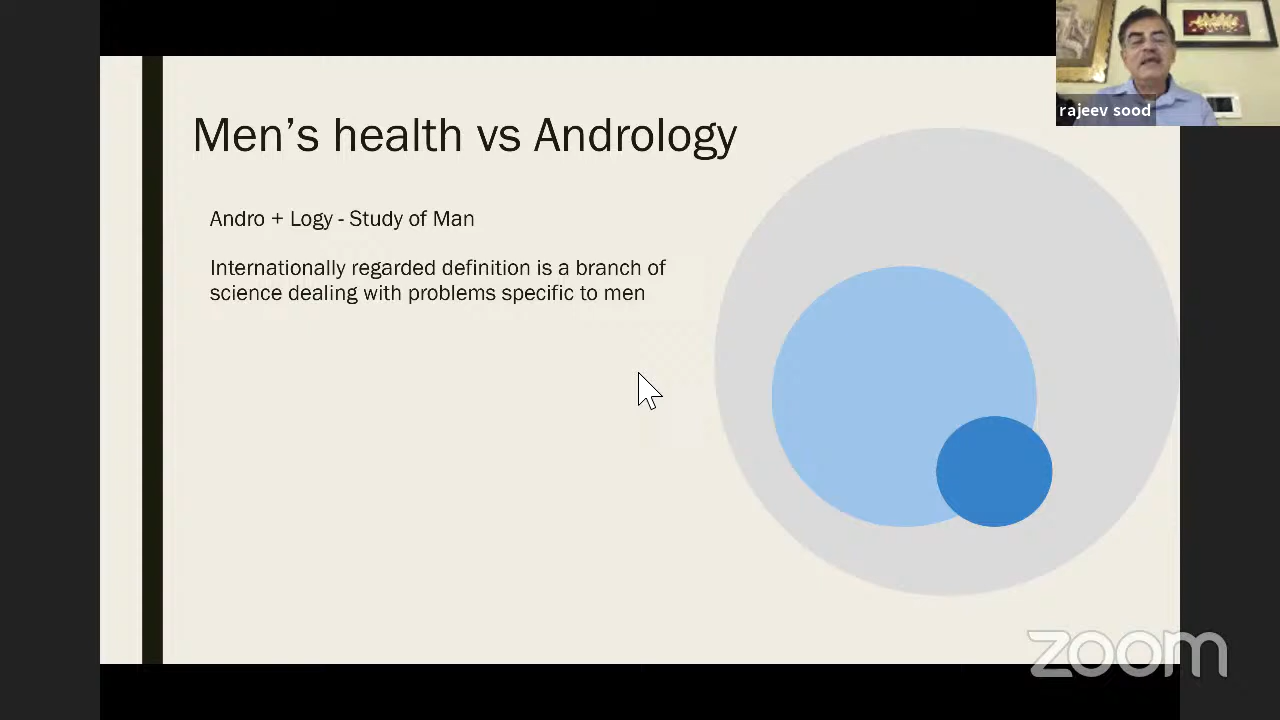 rajeev sood
Men's health vs Andrology
Andro + Logy - Study of Man
Internationally regarded definition is a branch of
science dealing with problems specific to men
zoom